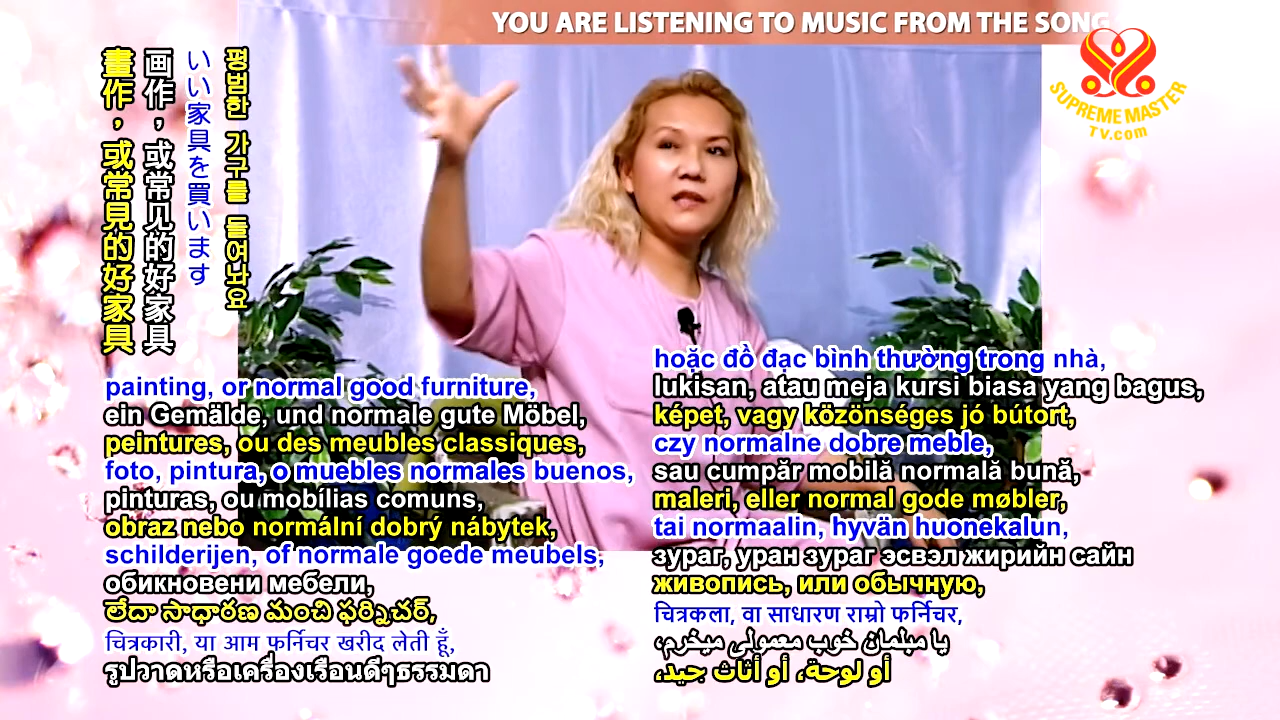 YOU ARE LISTENING TO MUSIC FROM THE SONG
SUPREME MASTER
TV.com
畫作，或常見的好家具
画作，或常见的好家具
いい家具を買います
평범한 가구를 들여놔요
painting, or normal good furniture,
ein Gemälde, und normale gute Möbel,
peintures, ou des meubles classiques,
foto, pintura, o muebles normales buenos,
pinturas, ou mobílias comuns,
obraz nebo normální dobrý nábytek,
schilderijen, of normale goede meubels,
обикновени мебели,
లేదా సాధారణ మంచి ఫర్నిచర్,
चित्रकारी, या आम फर्निचर खरीद लेती हूँ,
รูปวาดหรือเครื่องเรือนดีๆธรรมดา
hoặc đồ đạc bình thường trong nhà,
lukisan, atau meja kursi biasa yang bagus,
képet, vagy közönséges jó bútort,
czy normalne dobre meble,
sau cumpăr mobilă normală bună,
maleri, eller normal gode møbler,
tai normaalin, hyvän huonekalun,
зураг, уран зураг эсвэл жирийн сайн
живопись, или обычную,
चित्रकला, वा साधारण राम्रो फर्निचर,
یا مبلمان خوب معمولی میخرم،
أو لوحة، أو أثاث جيد،